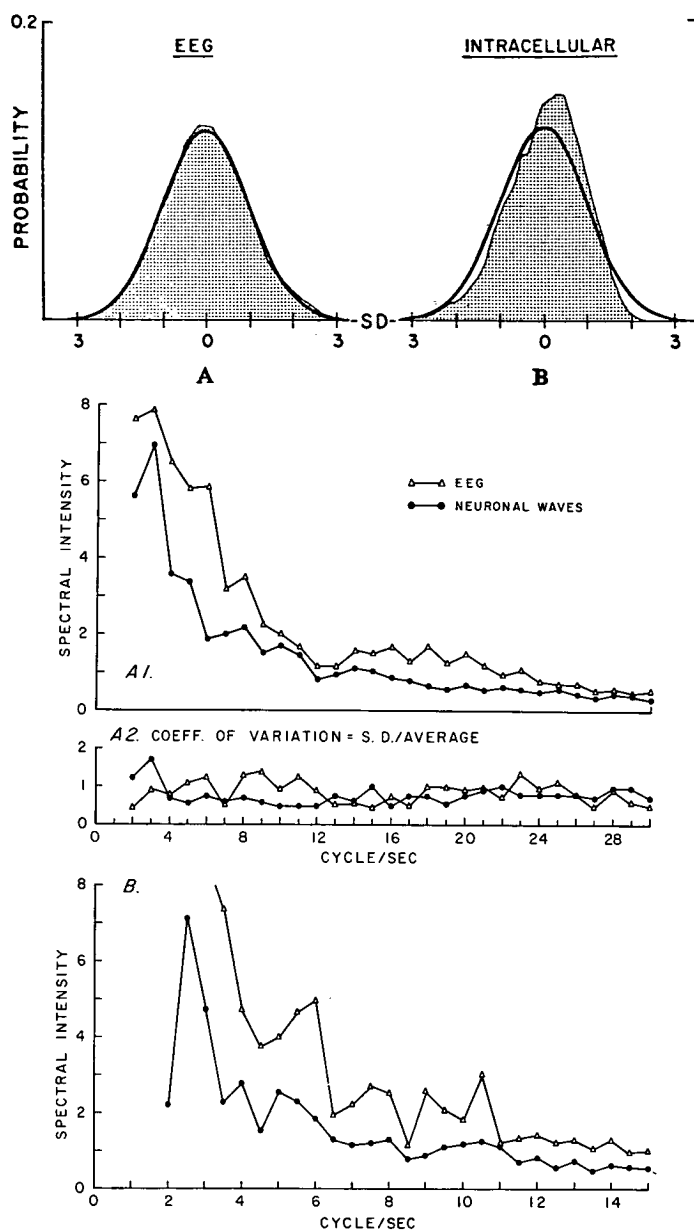 0.2
EEG
INTRACELLULAR
PROBABILITY
3 0 3 -SD- 3 0 3
A B
8
6
4
2
0
SPECTRAL INTENSITY
EEG
NEURONAL WAVES
A1.
A2. COEFF. OF VARIATION = S. D./AVERAGE
2
1
0
0 4 8 12 16 20 24 28
CYCLE/SEC
B.
8
6
4
2
0
SPECTRAL INTENSITY
0 2 4 6 8 10 12 14
CYCLE/SEC